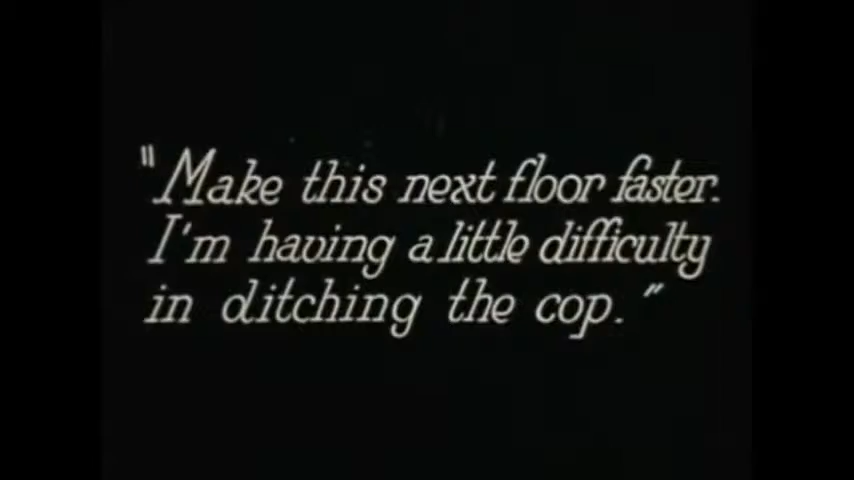 "Make this next floor faster.
I'm having a little difficulty
in ditching the cop."